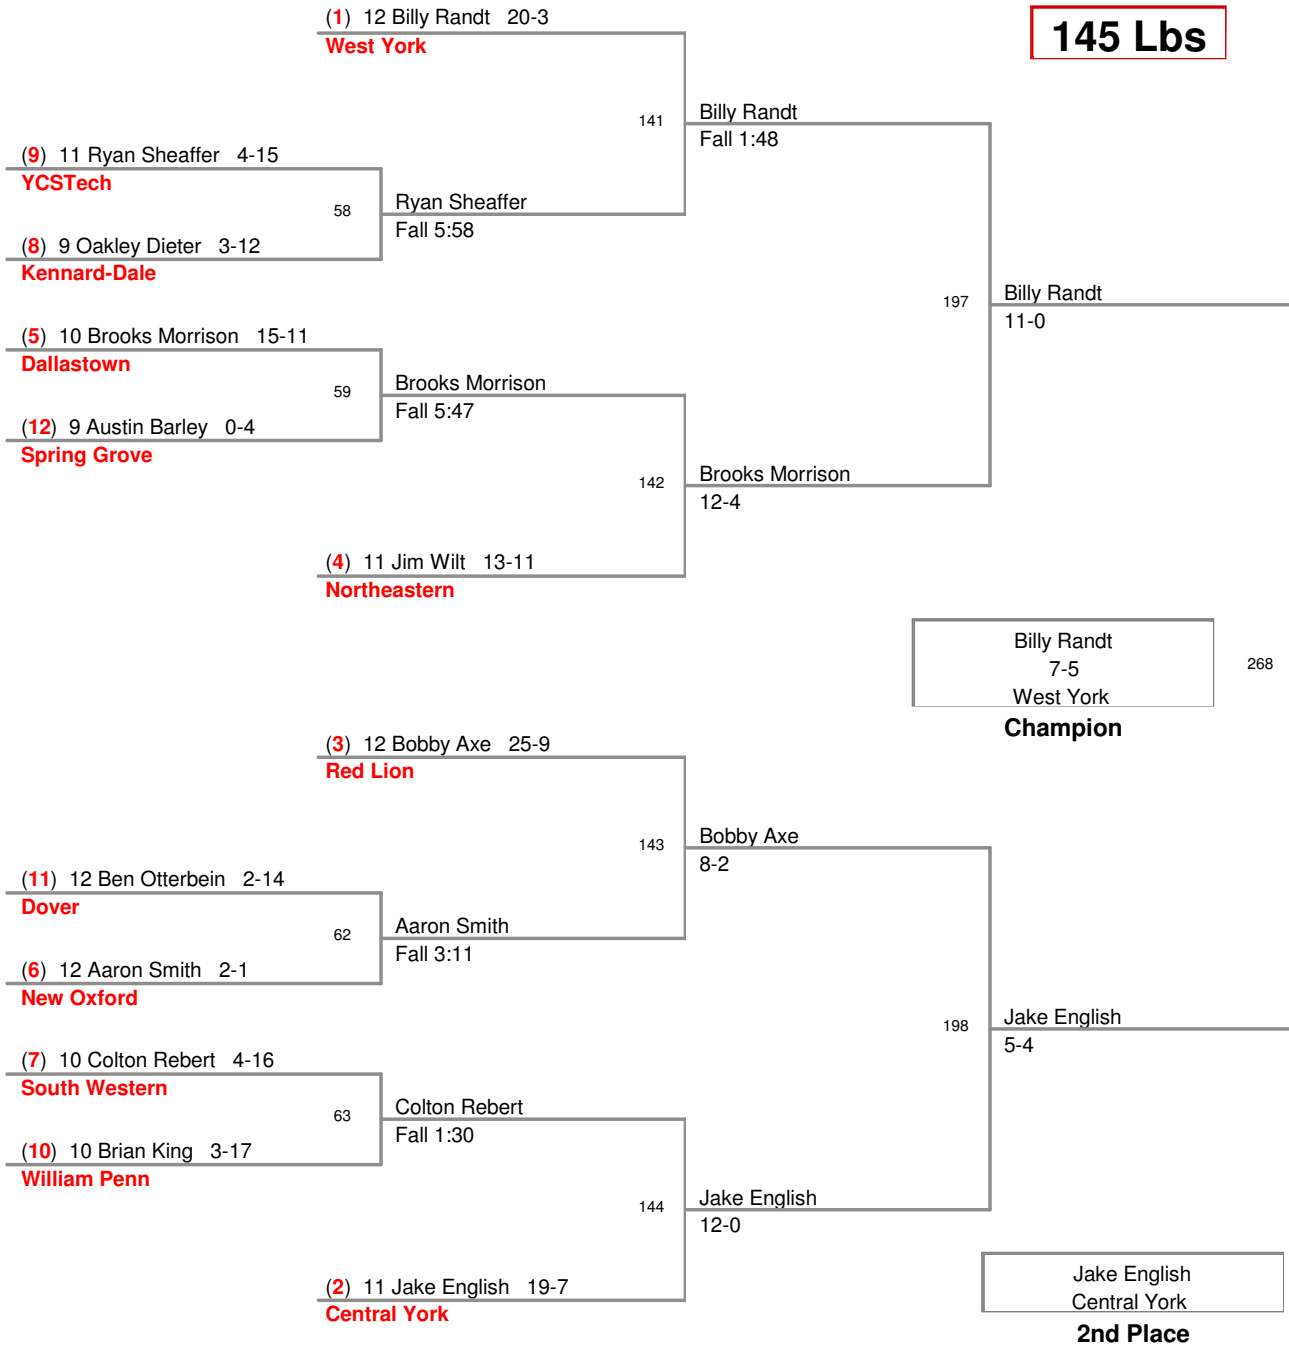 (1) 12 Billy Randt 20-3
West York
145 Lbs
141
Billy Randt
Fall 1:48
(9) 11 Ryan Sheaffer 4-15
YCSTech
58
Ryan Sheaffer
Fall 5:58
(8) 9 Oakley Dieter 3-12
Kennard-Dale
197
Billy Randt
11-0
(5) 10 Brooks Morrison 15-11
Dallastown
59
Brooks Morrison
Fall 5:47
(12) 9 Austin Barley 0-4
Spring Grove
142
Brooks Morrison
12-4
(4) 11 Jim Wilt 13-11
Northeastern
Billy Randt
7-5
West York
268
Champion
(3) 12 Bobby Axe 25-9
Red Lion
143
Bobby Axe
8-2
(11) 12 Ben Otterbein 2-14
Dover
62
Aaron Smith
Fall 3:11
(6) 12 Aaron Smith 2-1
New Oxford
198
Jake English
5-4
(7) 10 Colton Rebert 4-16
South Western
63
Colton Rebert
Fall 1:30
(10) 10 Brian King 3-17
William Penn
144
Jake English
12-0
(2) 11 Jake English 19-7
Central York
Jake English
Central York
2nd Place